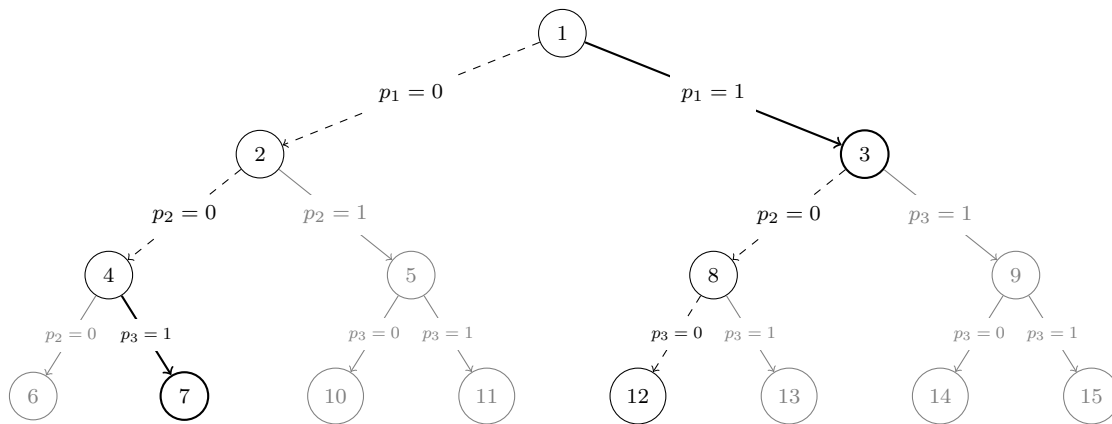 1
p₁ = 0
p₁ = 1
2
3
p₂ = 0
p₂ = 1
p₂ = 0
p₃ = 1
4
5
8
9
p₂ = 0
p₃ = 1
p₃ = 0
p₃ = 1
p₃ = 0
p₃ = 1
p₃ = 0
p₃ = 1
6
7
10
11
12
13
14
15